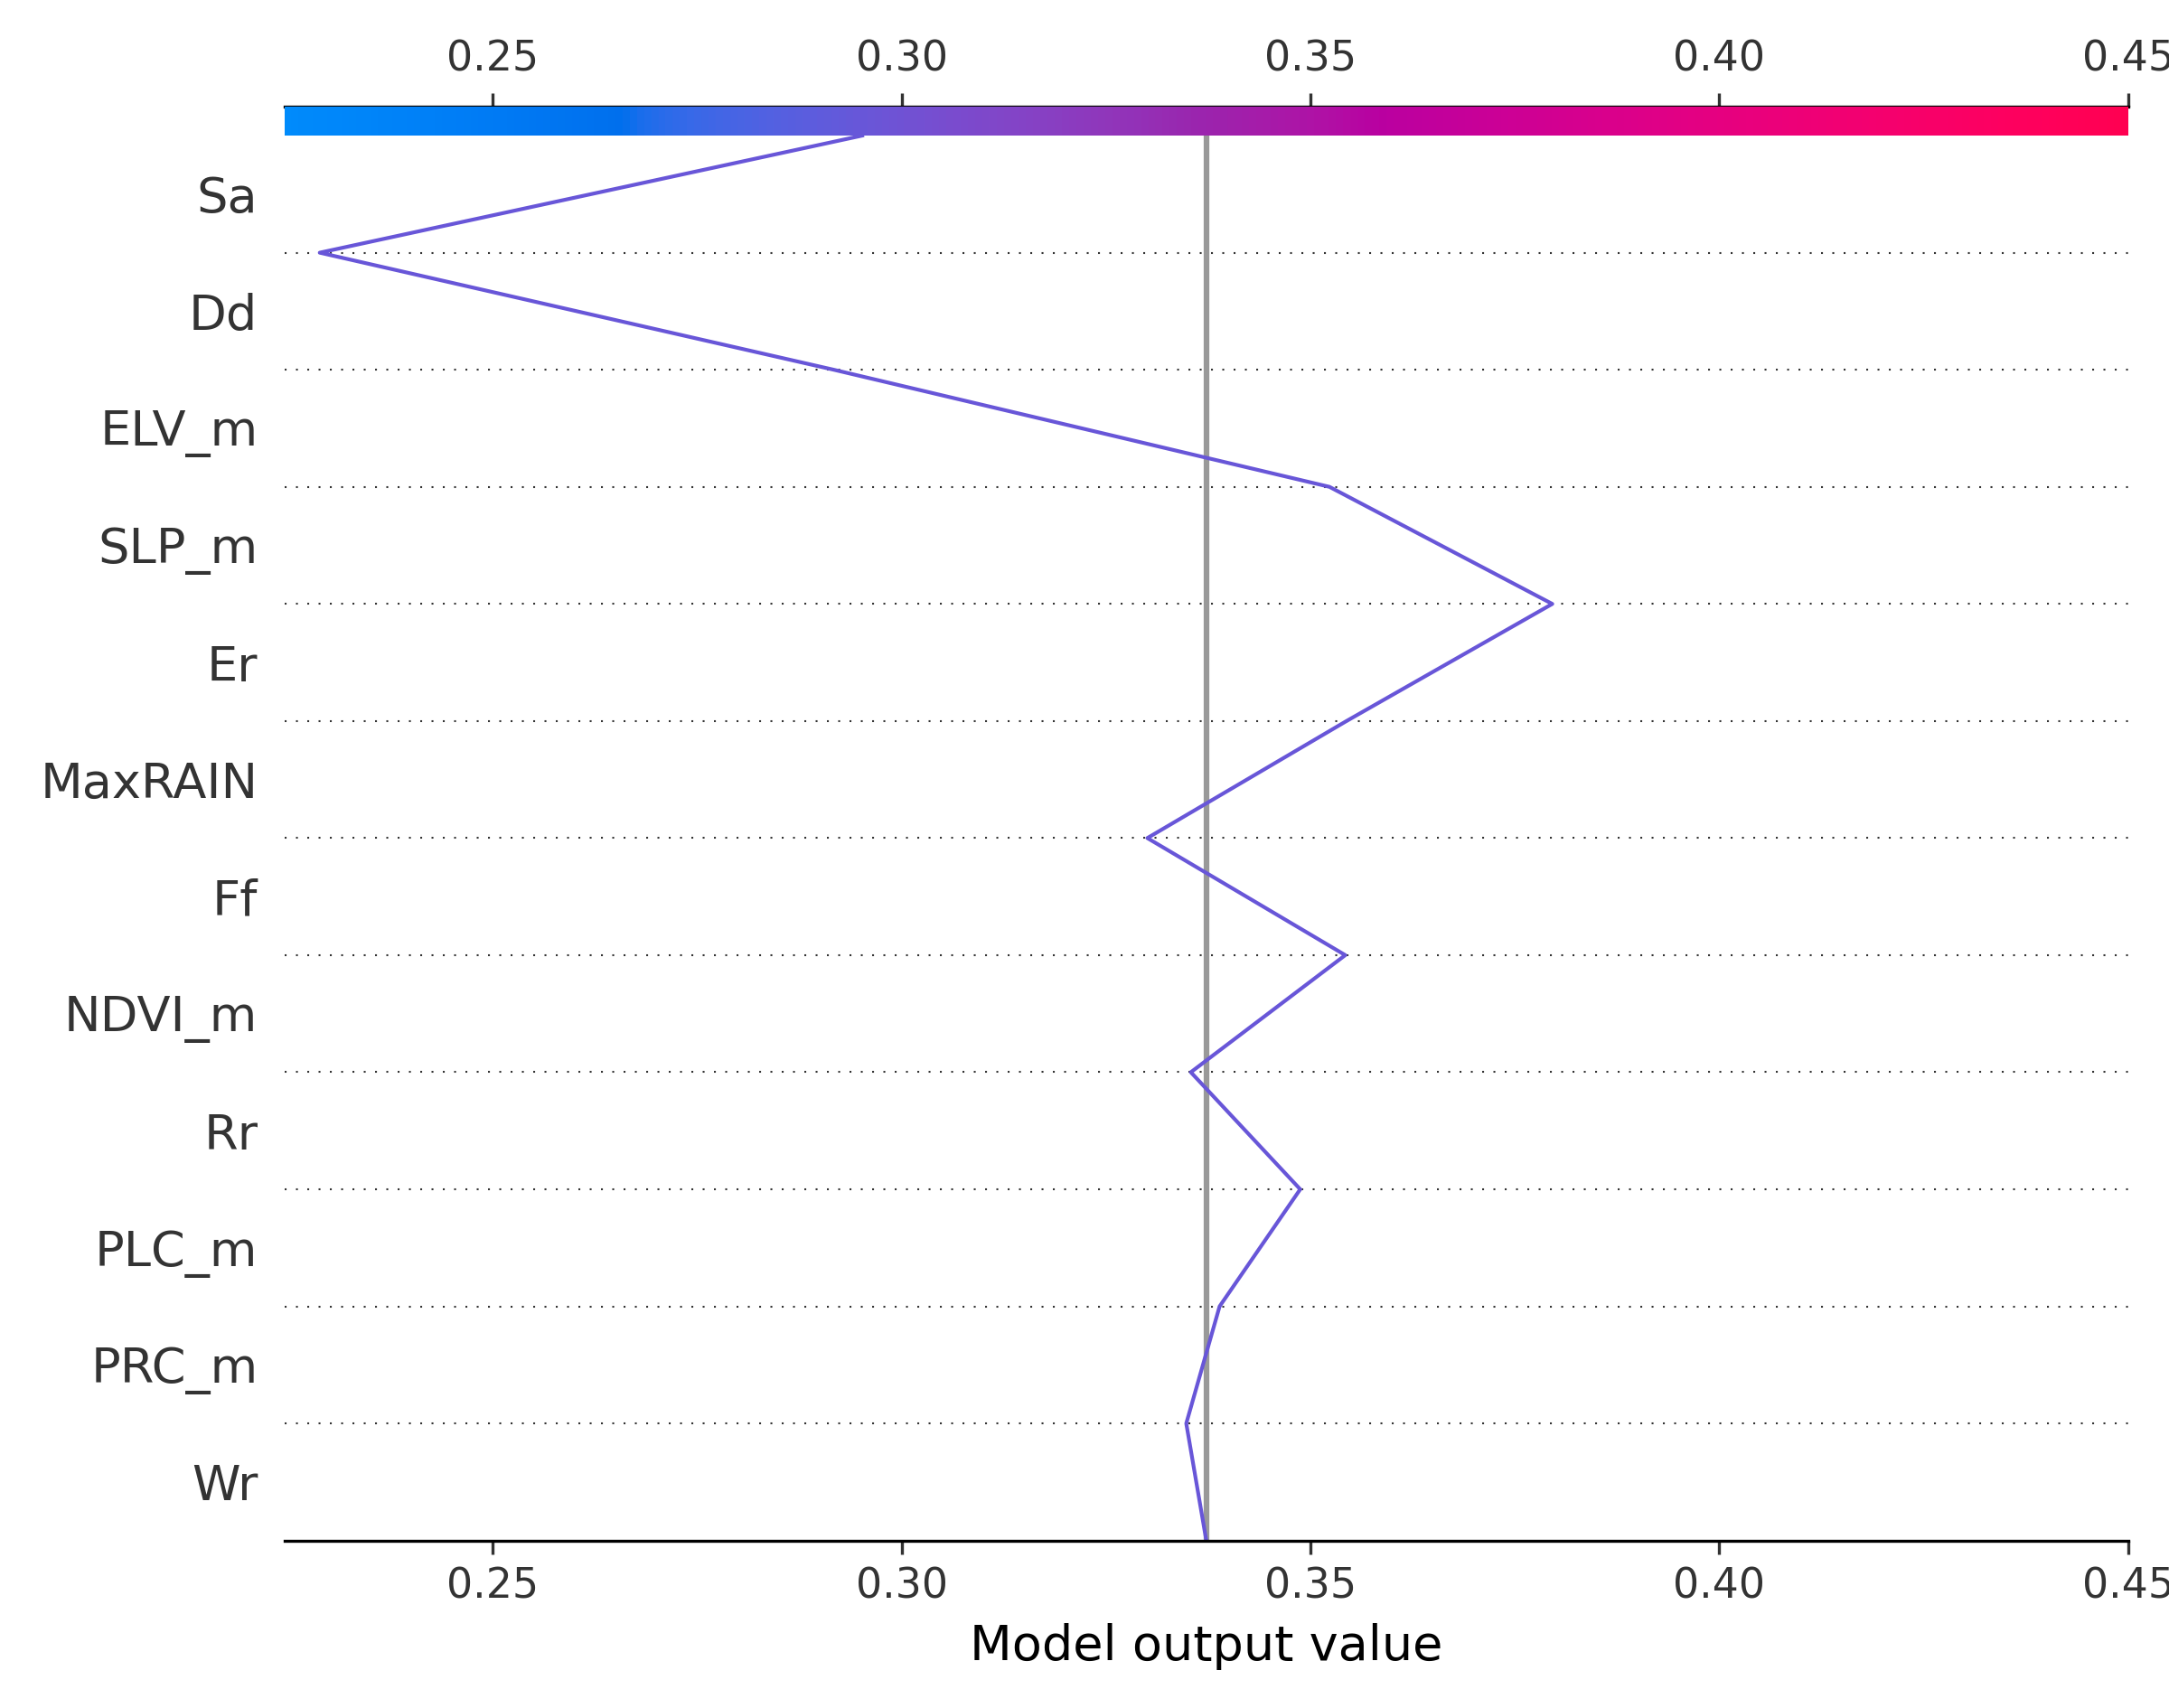 0.25 0.30 0.35 0.40 0.45
Sa
Dd
ELV_m
SLP_m
Er
MaxRAIN
Ff
NDVI_m
Rr
PLC_m
PRC_m
Wr
0.25 0.30 0.35 0.40 0.45
Model output value